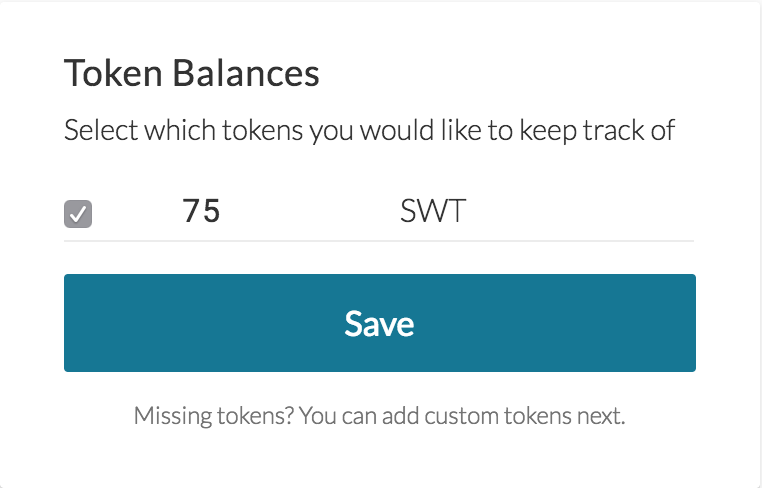 Token Balances
Select which tokens you would like to keep track of
75 SWT
Save
Missing tokens? You can add custom tokens next.